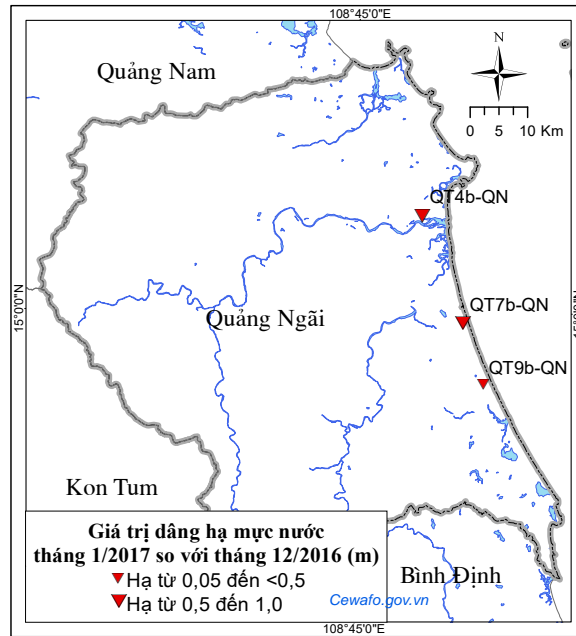 108°45'0"E
Quảng Nam
N
0 5 10 Km
QT4b-QN
15°0'0"N
Quảng Ngãi
QT7b-QN
QT9b-QN
Kon Tum
Giá trị dâng hạ mực nước
tháng 1/2017 so với tháng 12/2016 (m)
Hạ từ 0,05 đến <0,5
Hạ từ 0,5 đến 1,0
Bình Định
Cewafo.gov.vn
108°45'0"E